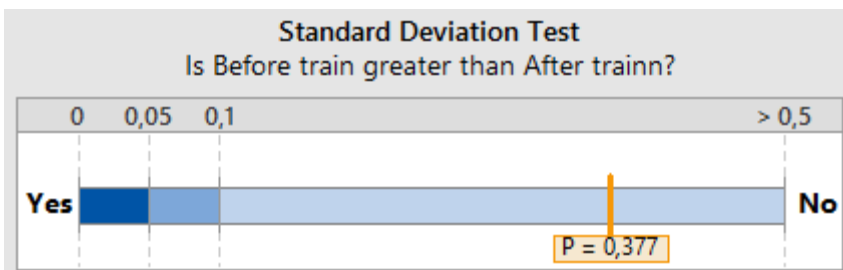 Standard Deviation Test
Is Before train greater than After trainn?
0 0,05 0,1 > 0,5
Yes No
P = 0,377